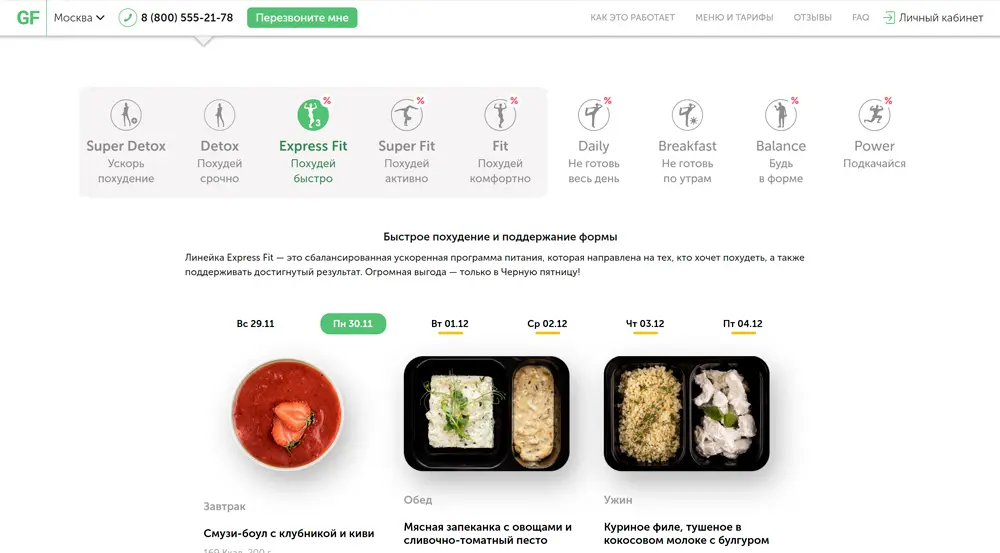 GF Москва 8 (800) 555-21-78 Перезвоните мне КАК ЭТО РАБОТАЕТ МЕНЮ И ТАРИФЫ ОТЗЫВЫ FAQ Личный кабинет
% % % % % %
3
Super Detox Detox Express Fit Super Fit Fit Daily Breakfast Balance Power
Ускорь Похудей Похудей Похудей Похудей Не готовь Не готовь Будь Подкачайся
похудение срочно быстро активно комфортно весь день по утрам в форме
Быстрое похудение и поддержание формы
Линейка Express Fit — это сбалансированная ускоренная программа питания, которая направлена на тех, кто хочет похудеть, а также
поддерживать достигнутый результат. Огромная выгода — только в Черную пятницу!
Вс 29.11 Пн 30.11 Вт 01.12 Ср 02.12 Чт 03.12 Пт 04.12
Завтрак Обед Ужин
Смузи-боул с клубникой и киви Мясная запеканка с овощами и Куриное филе, тушеное в
сливочно-томатный песто кокосовом молоке с булгуром
169 Ккал, 300 г